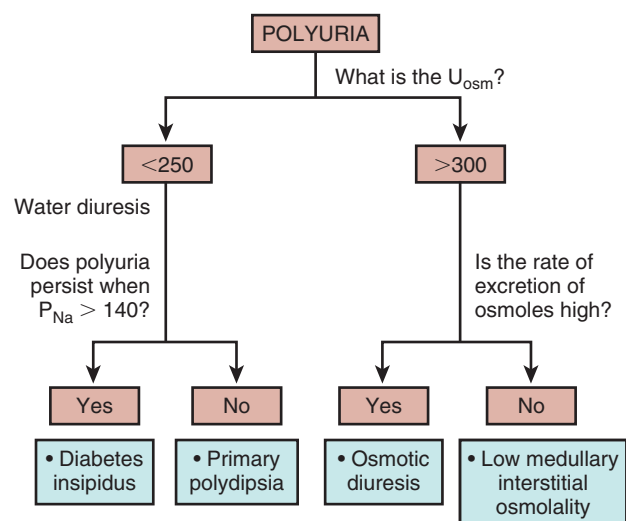 POLYURIA
What is the Uosm?
<250
>300
Water diuresis
Does polyuria
persist when
PNa > 140?
Is the rate of
excretion of
osmoles high?
Yes
No
Yes
No
• Diabetes
insipidus
• Primary
polydipsia
• Osmotic
diuresis
• Low medullary
interstitial
osmolality